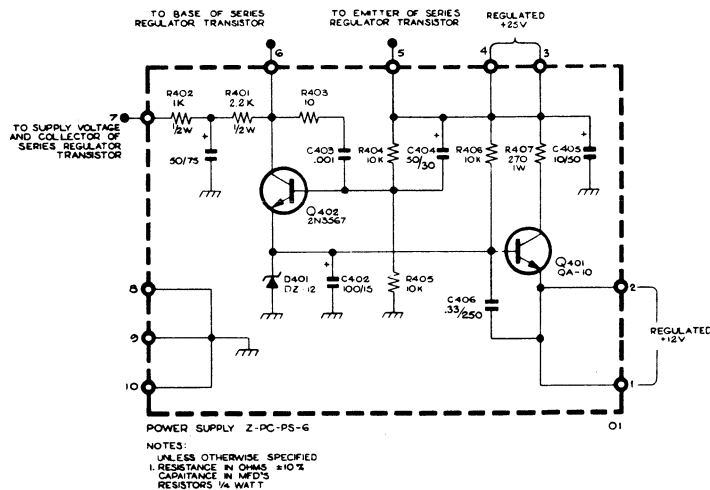 TO BASE OF SERIES
REGULATOR TRANSISTOR
TO EMITTER OF SERIES
REGULATOR TRANSISTOR
REGULATED
+25V
6
5
4
3
7
TO SUPPLY VOLTAGE
AND COLLECTOR OF
SERIES REGULATOR
TRANSISTOR
R402
1K
1/2W
R401
2.2K
1/2W
R403
10
+
50/75
C403
.001
R404
10K
+
C404
50/30
R406
10K
R407
270
1W
+
C405
10/50
Q402
2N3567
Q401
QA-10
D401
DZ-12
+
C402
100/15
R405
10K
C406
.33/250
8
9
10
2
REGULATED
+12V
1
POWER SUPPLY Z-PC-PS-6
01
NOTES:
UNLESS OTHERWISE SPECIFIED
1. RESISTANCE IN OHMS ±10%
CAPAITANCE IN MFD'S
RESISTORS 1/4 WATT